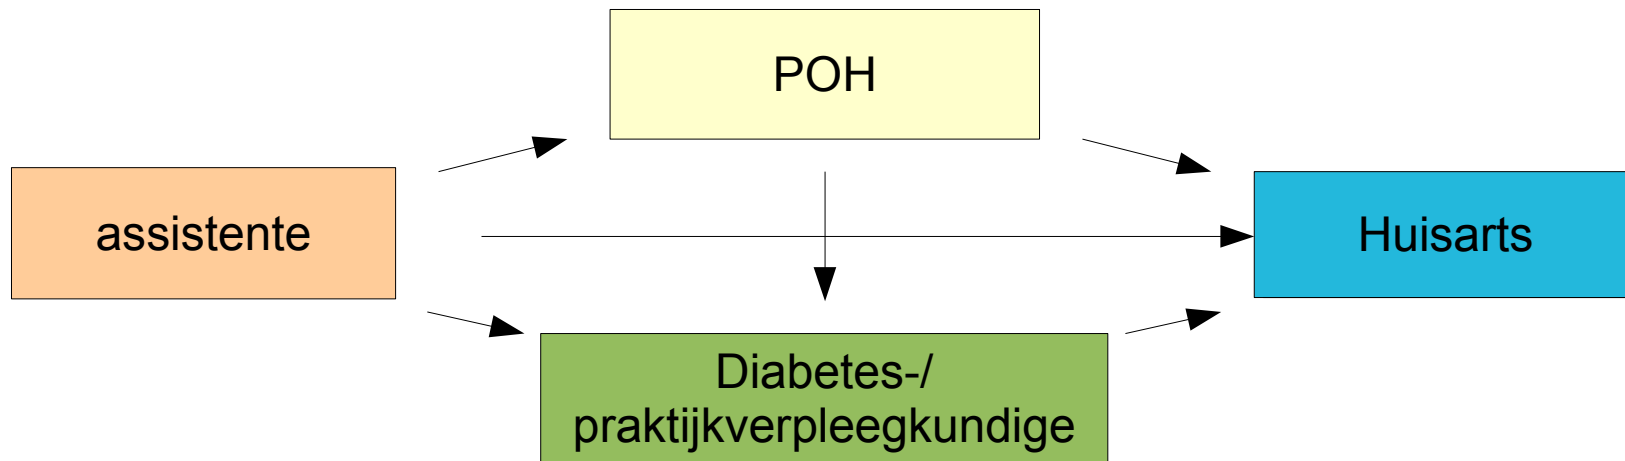 POH
assistente
Huisarts
Diabetes-/
praktijkverpleegkundige